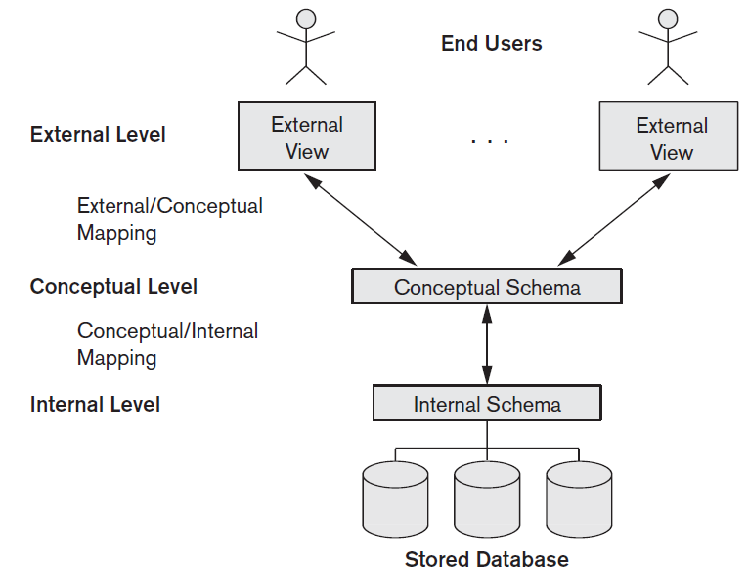 End Users
External Level
External
View
. . .
External
View
External/Conceptual
Mapping
Conceptual Level
Conceptual Schema
Conceptual/Internal
Mapping
Internal Level
Internal Schema
Stored Database